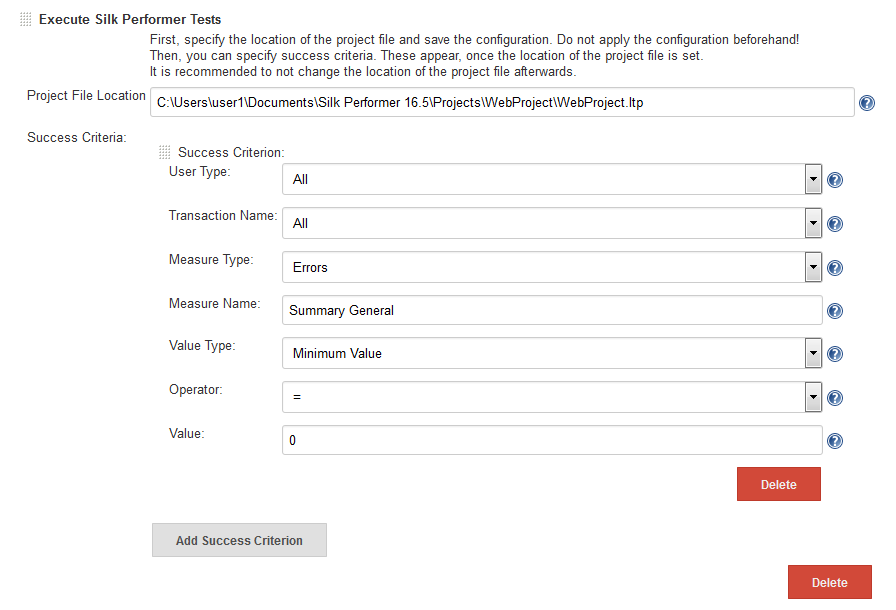 Execute Silk Performer Tests
First, specify the location of the project file and save the configuration. Do not apply the configuration beforehand!
Then, you can specify success criteria. These appear, once the location of the project file is set.
It is recommended to not change the location of the project file afterwards.
Project File Location C:\Users\user1\Documents\Silk Performer 16.5\Projects\WebProject\WebProject.ltp ?
Success Criteria:
Success Criterion:
User Type: All ?
Transaction Name: All ?
Measure Type: Errors ?
Measure Name: Summary General ?
Value Type: Minimum Value ?
Operator: = ?
Value: 0 ?
Delete
Add Success Criterion
Delete